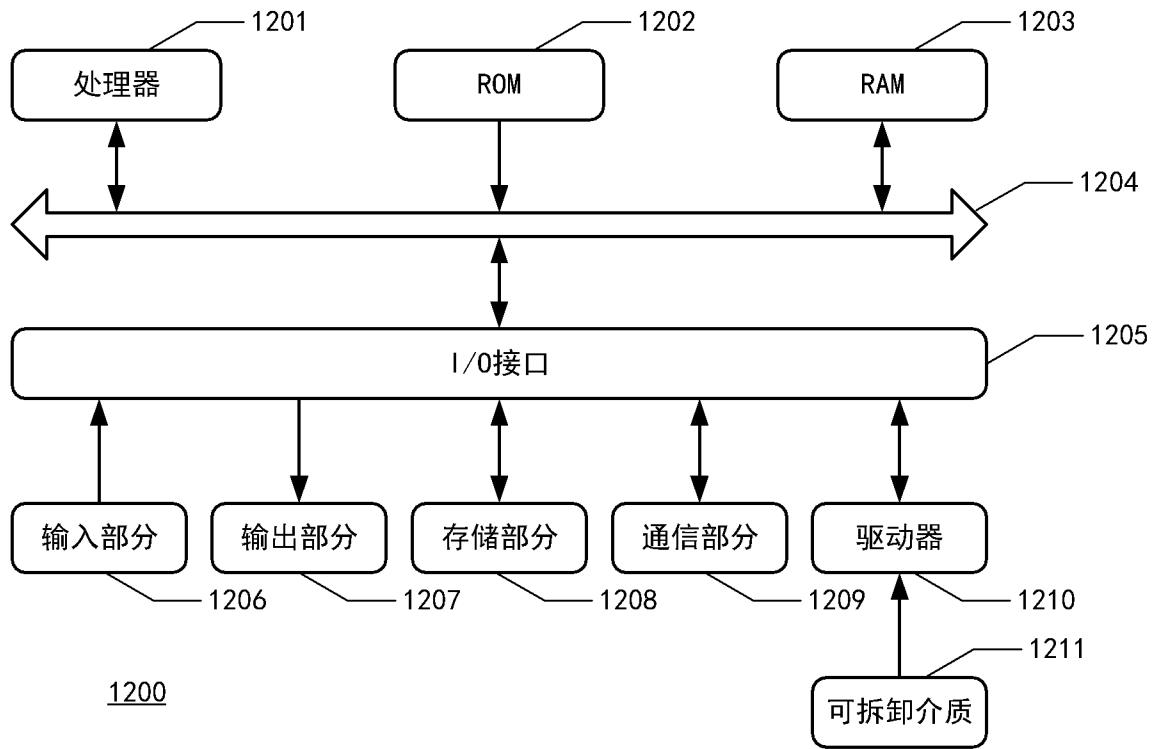 1201
1202
1203
处理器
ROM
RAM
1204
1205
I/O接口
输入部分
输出部分
存储部分
通信部分
驱动器
1206
1207
1208
1209
1210
1211
1200
可拆卸介质